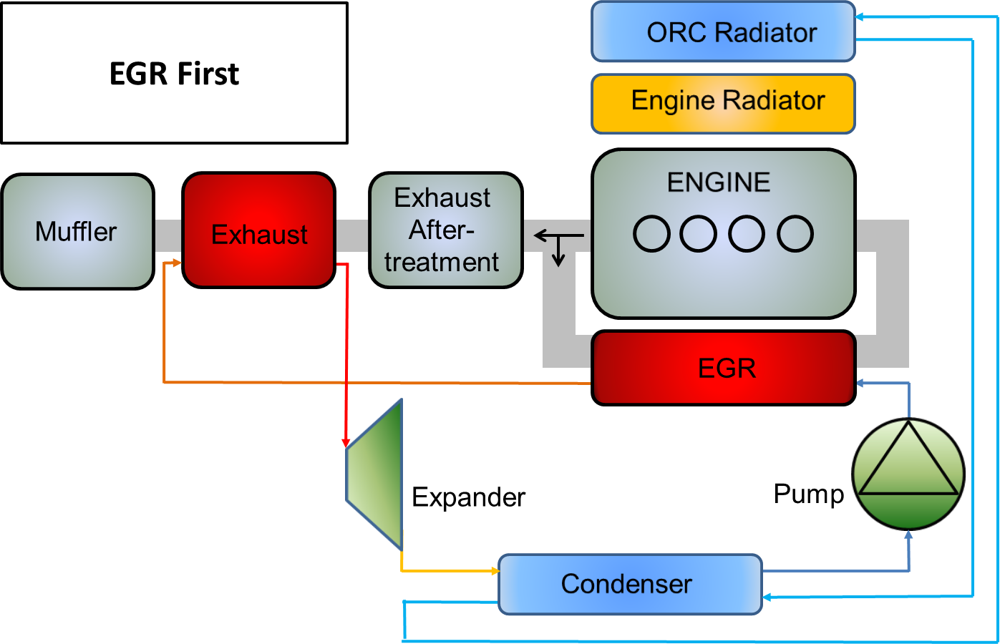 EGR First
ORC Radiator
Engine Radiator
ENGINE
Muffler
Exhaust
Exhaust
After-
treatment
EGR
Expander
Pump
Condenser